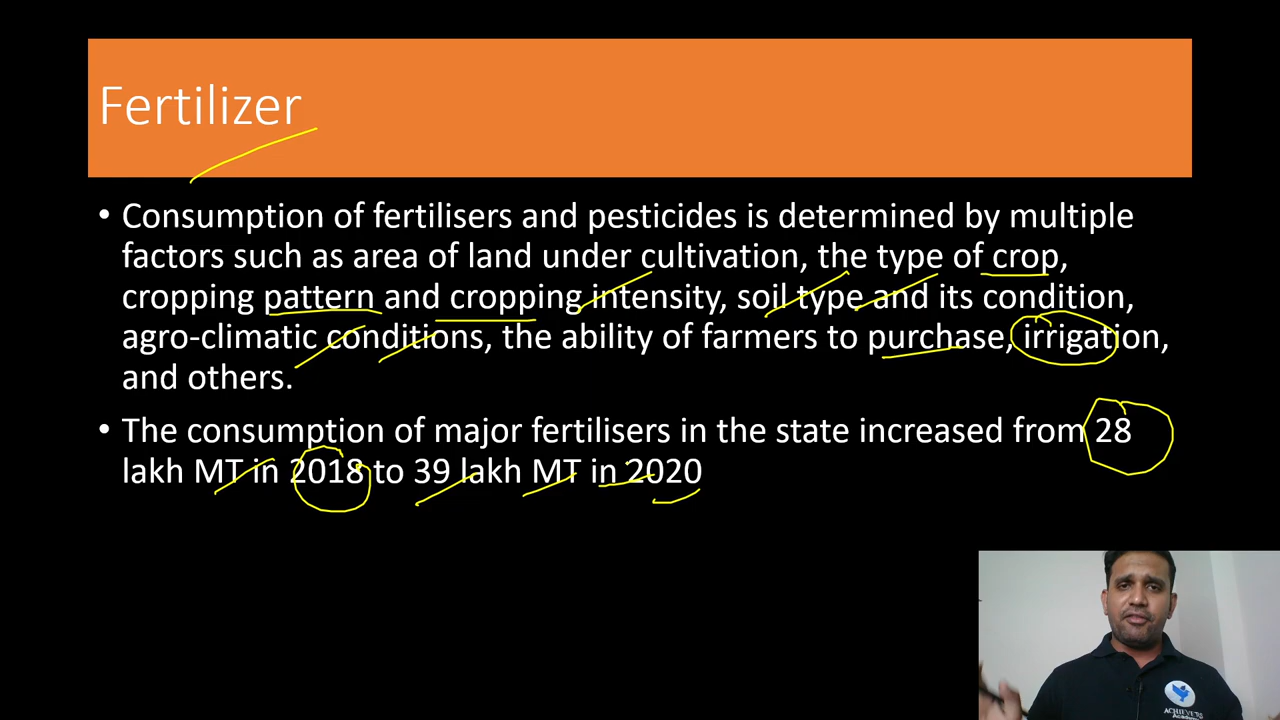 Fertilizer
• Consumption of fertilisers and pesticides is determined by multiple
factors such as area of land under cultivation, the type of crop,
cropping pattern and cropping intensity, soil type and its condition,
agro-climatic conditions, the ability of farmers to purchase, irrigation,
and others.
• The consumption of major fertilisers in the state increased from 28
lakh MT in 2018 to 39 lakh MT in 2020
ACHIEVERS
Academy